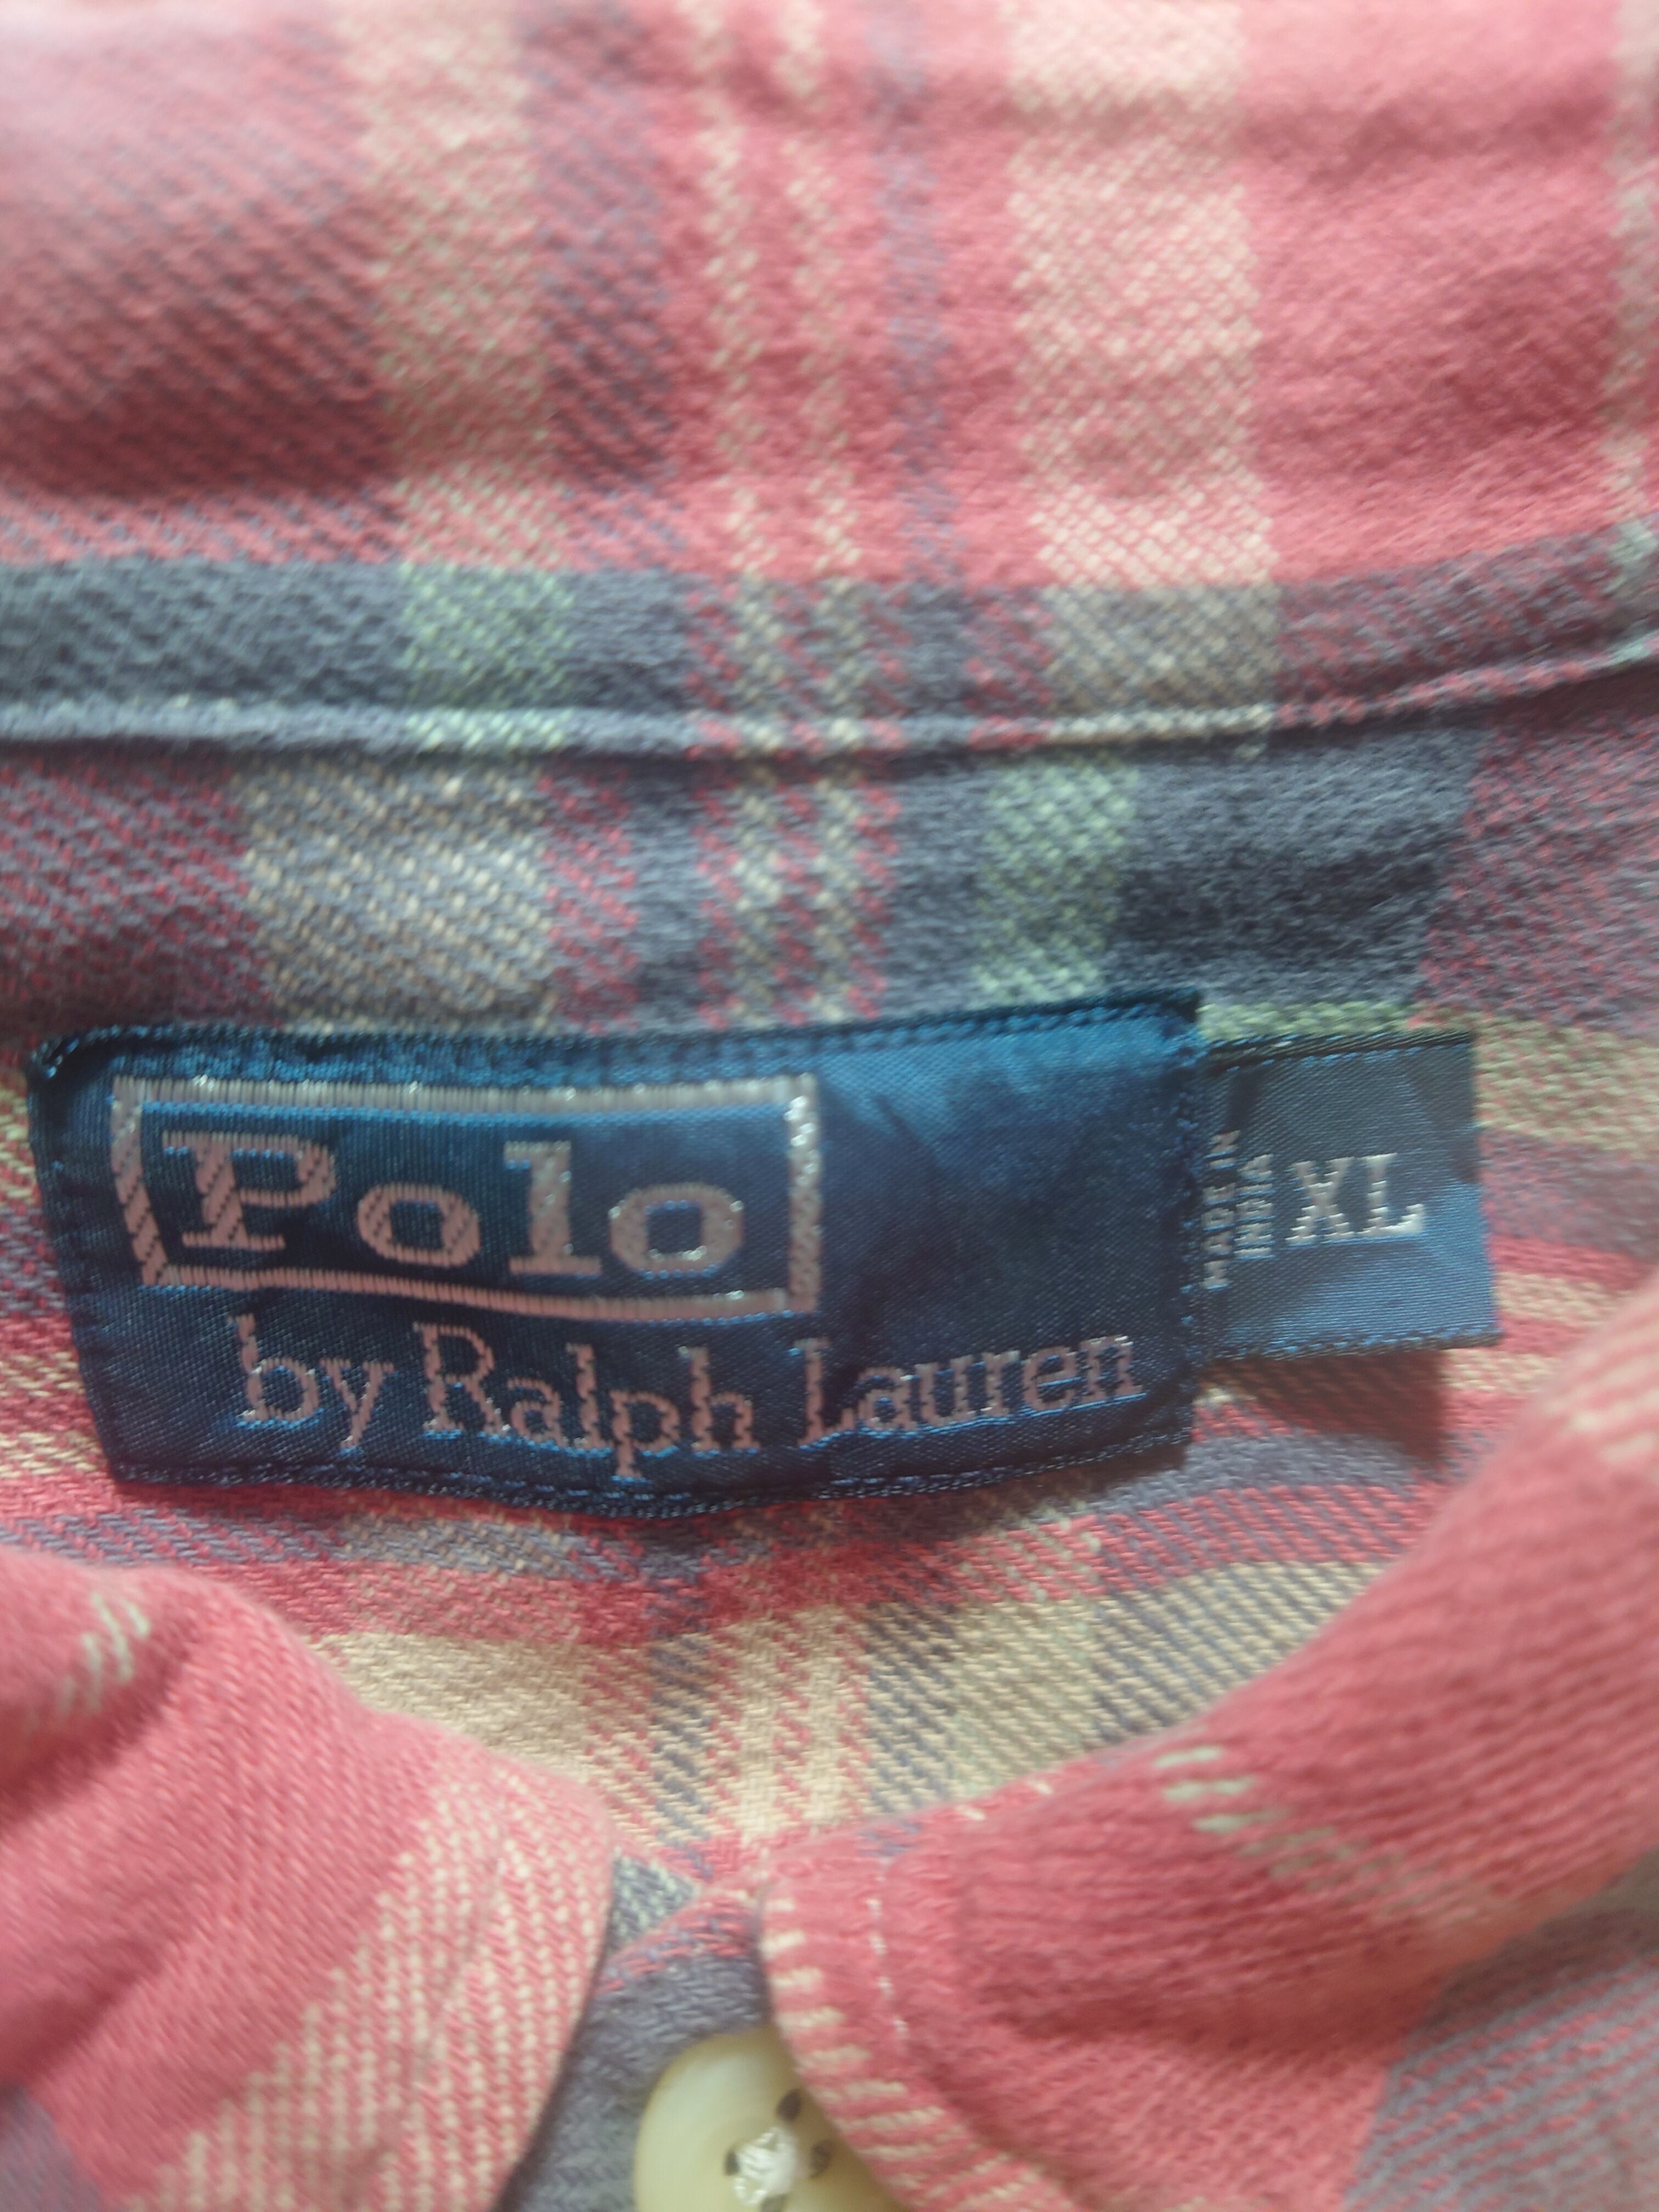 Polo
by Ralph Lauren
MADE IN
INDIA
XL